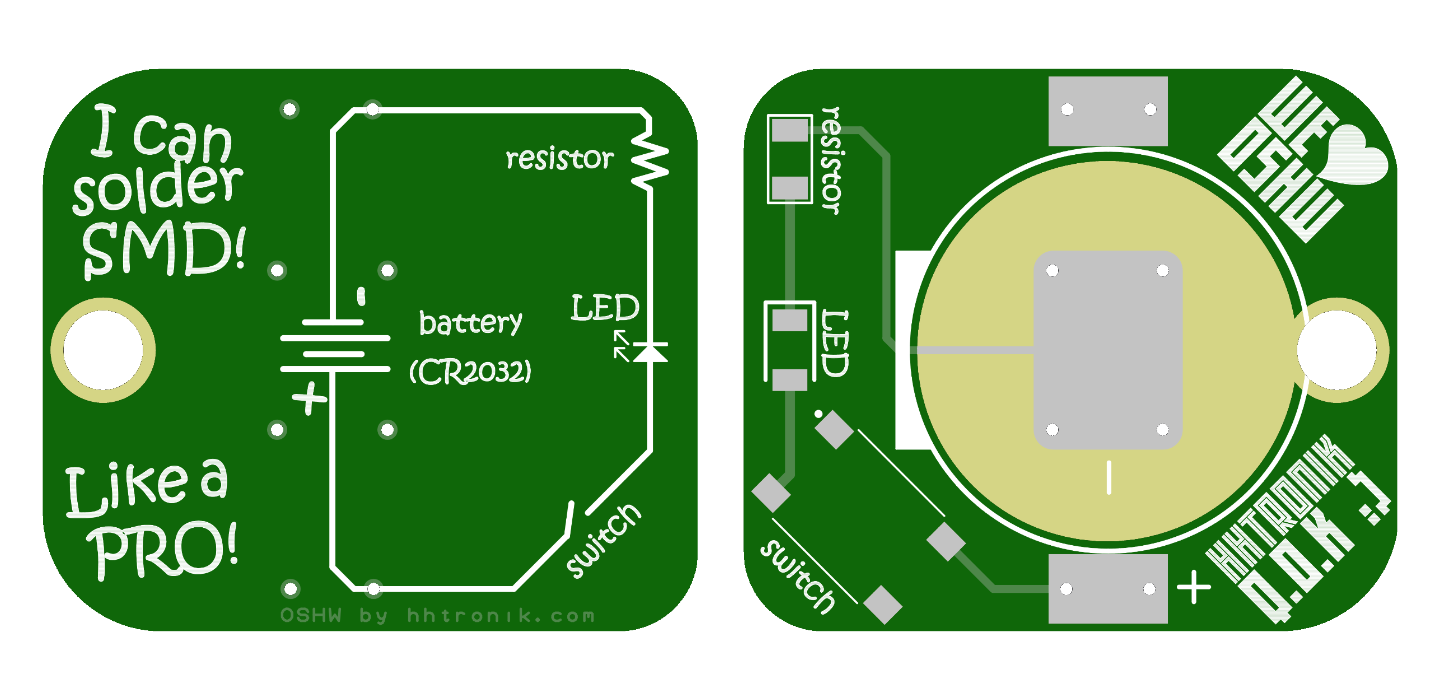 I can
solder
SMD!
Like a
PRO!
resistor
-
battery
(CR2032)
+
LED
switch
OSHW by hhtronik.com
resistor
LED
switch
WE ♥
OSHW
-
+
HHTRONIK
Q.O.K ;)